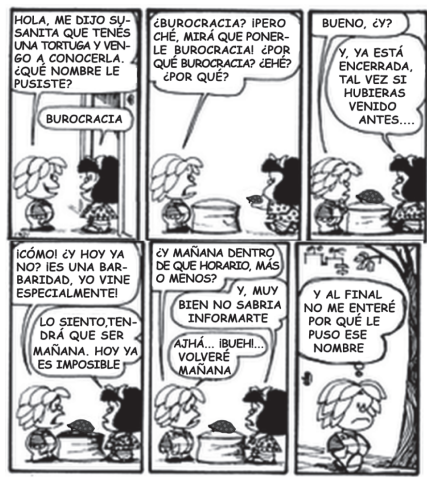 HOLA, ME DIJO SU-
SANITA QUE TENÉS
UNA TORTUGA Y VEN-
GO A CONOCERLA.
¿QUÉ NOMBRE LE
PUSISTE?
BUROCRACIA
¿BUROCRACIA? ¡PERO
CHÉ, MIRÁ QUE PONER-
LE BUROCRACIA! ¿POR
QUÉ BUROCRACIA? ¿EHÉ?
¿POR QUÉ?
BUENO, ¿Y?
Y, YA ESTÁ
ENCERRADA,
TAL VEZ SI
HUBIERAS
VENIDO
ANTES....
¡CÓMO! ¿Y HOY YA
NO? ¡ES UNA BAR-
BARIDAD, YO VINE
ESPECIALMENTE!
LO SIENTO,TEN-
DRÁ QUE SER
MAÑANA. HOY YA
ES IMPOSIBLE
¿Y MAÑANA DENTRO
DE QUE HORARIO, MÁS
O MENOS?
Y, MUY
BIEN NO SABRIA
INFORMARTE
AJHÁ... ¡BUEH!...
VOLVERÉ
MAÑANA
Y AL FINAL
NO ME ENTERÉ
POR QUÉ LE
PUSO ESE
NOMBRE